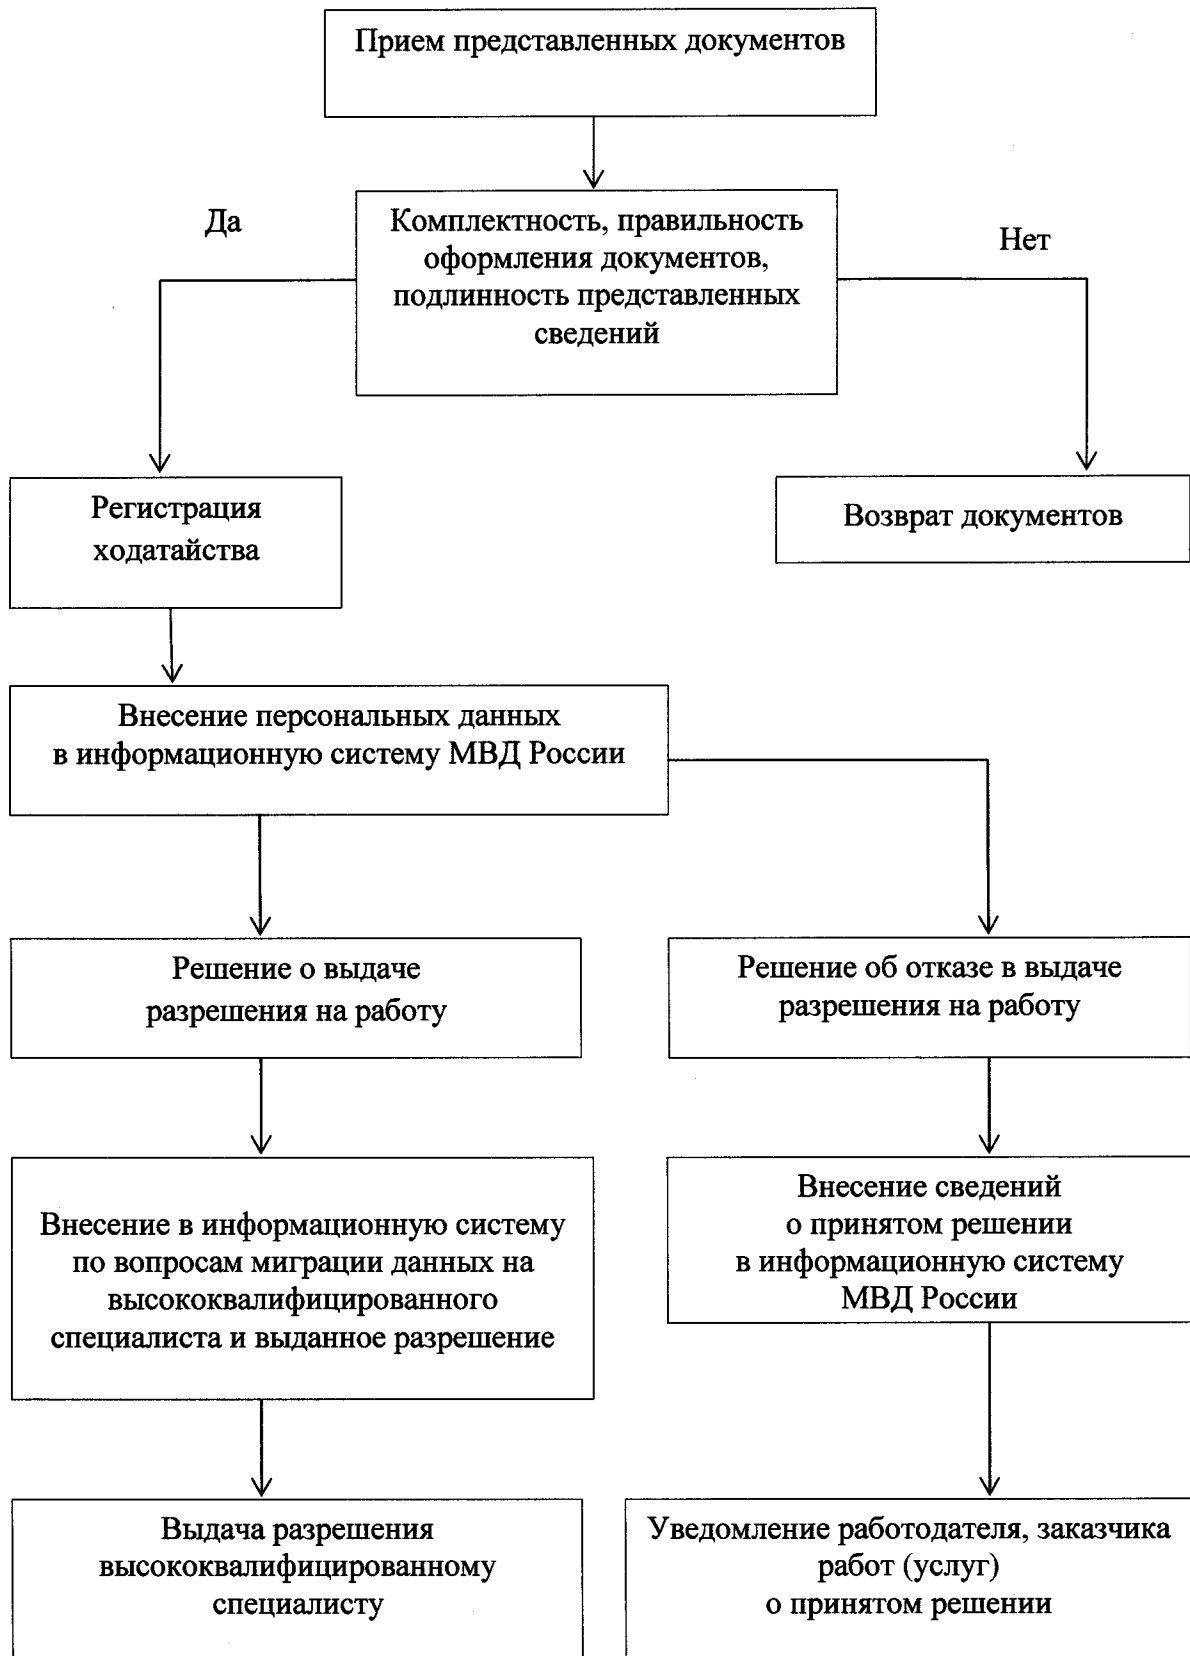 Прием представленных документов
Да
Комплектность, правильность
оформления документов,
подлинность представленных
сведений
Нет
Регистрация
ходатайства
Возврат документов
Внесение персональных данных
в информационную систему МВД России
Решение о выдаче
разрешения на работу
Решение об отказе в выдаче
разрешения на работу
Внесение в информационную систему
по вопросам миграции данных на
высококвалифицированного
специалиста и выданное разрешение
Внесение сведений
о принятом решении
в информационную систему
МВД России
Выдача разрешения
высококвалифицированному
специалисту
Уведомление работодателя, заказчика
работ (услуг)
о принятом решении